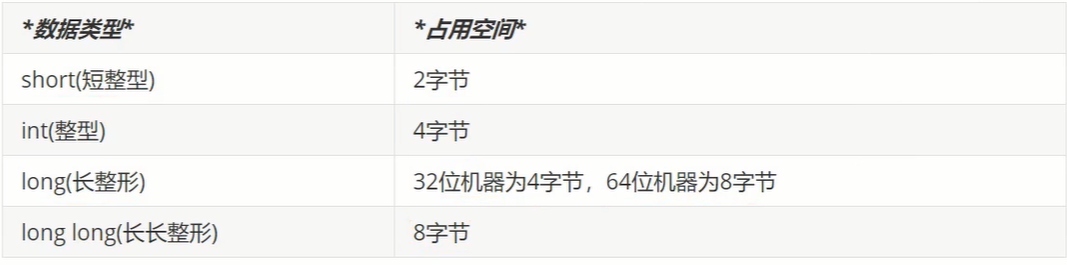 *数据类型* *占用空间*
short(短整型) 2字节
int(整型) 4字节
long(长整形) 32位机器为4字节，64位机器为8字节
long long(长长整形) 8字节